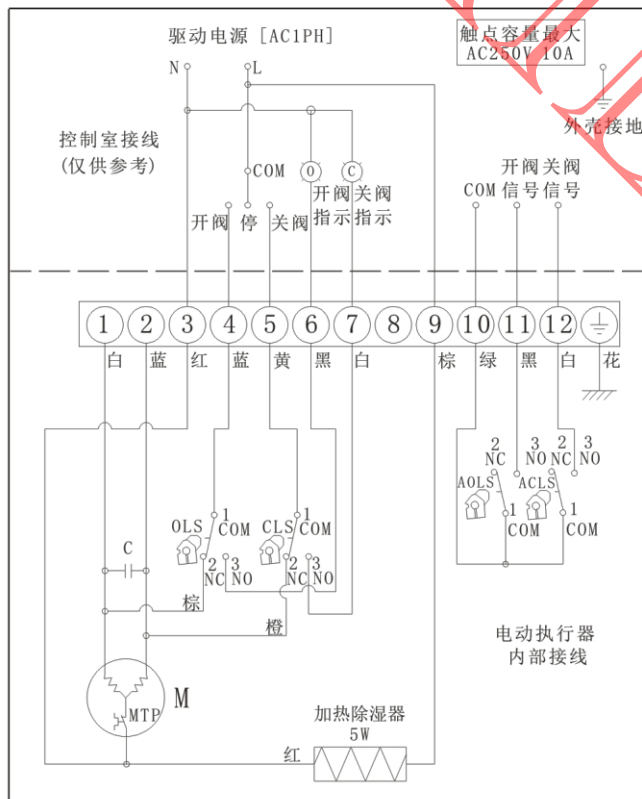 驱动电源 [AC1PH]
触点容量最大
AC250V 10A
N
L
外壳接地
控制室接线
(仅供参考)
COM
O
C
开阀 关阀
指示 指示
开阀 停 关阀
开阀 关阀
COM 信号 信号
1 2 3 4 5 6 7 8 9 10 11 12
白 蓝 红 蓝 黄 黑 白 棕 绿 黑 白 花
2
NC
3
NO
2
NC
3
NO
AOLS
ACLS
1
COM
1
COM
OLS
1
COM
CLS
1
COM
2
NC
3
NO
2
NC
3
NO
C
棕
橙
电动执行器
内部接线
M
MTP
加热除湿器
5W
红